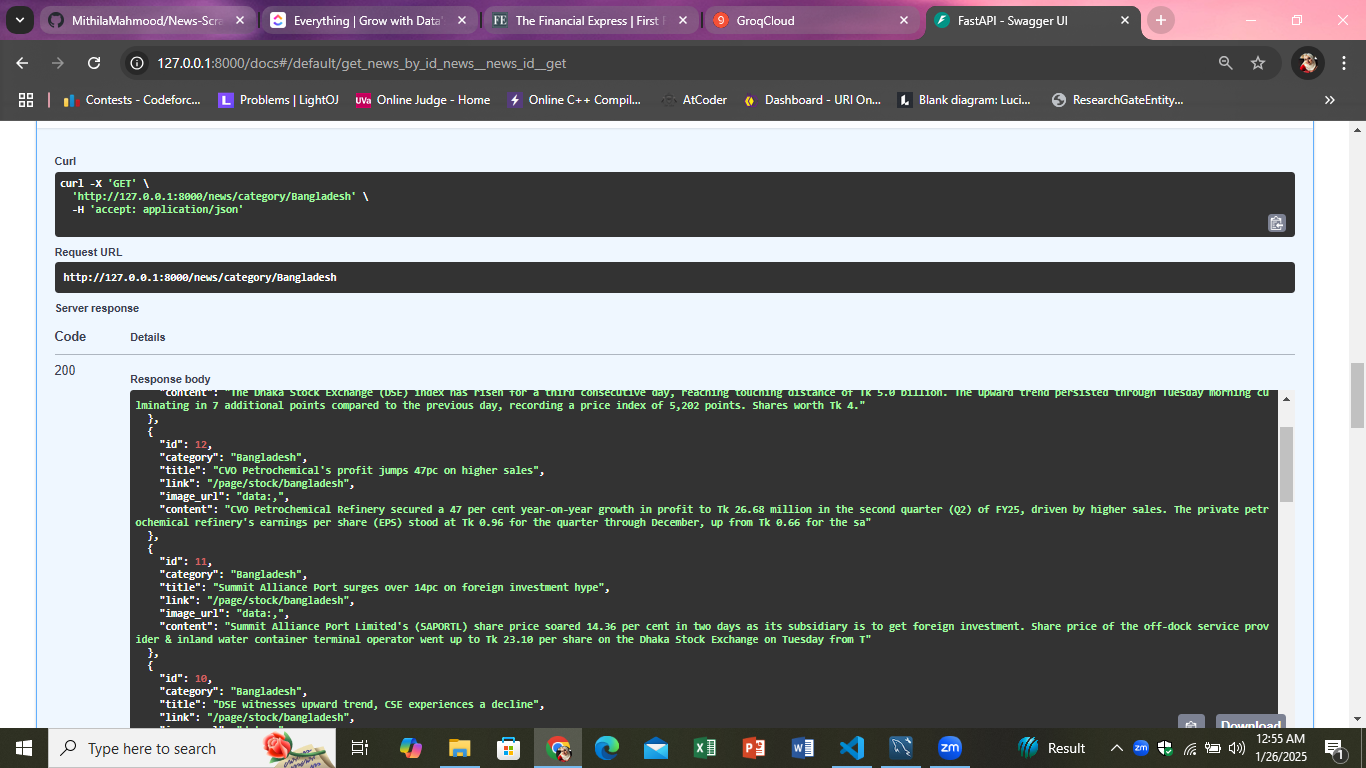 MithilaMahmood/News-Scra
Everything | Grow with Data'
The Financial Express | First F
GroqCloud
FastAPI - Swagger UI
127.0.0.1:8000/docs#/default/get_news_by_id_news__news_id__get
Contests - Codeforc...
Problems | LightOJ
Online Judge - Home
Online C++ Compil...
AtCoder
Dashboard - URI On...
Blank diagram: Luci...
ResearchGateEntity...
Curl
curl -X 'GET' \
'http://127.0.0.1:8000/news/category/Bangladesh' \
-H 'accept: application/json'
Request URL
http://127.0.0.1:8000/news/category/Bangladesh
Server response
Code Details
200
Response body
"content": "The Dhaka Stock Exchange (DSE) index has risen for a third consecutive day, reaching touching distance of Tk 5.0 billion. The upward trend persisted through Tuesday morning cu
lminating in 7 additional points compared to the previous day, recording a price index of 5,202 points. Shares worth Tk 4."
},
{
"id": 12,
"category": "Bangladesh",
"title": "CVO Petrochemical's profit jumps 47pc on higher sales",
"link": "/page/stock/bangladesh",
"image_url": "data:,",
"content": "CVO Petrochemical Refinery secured a 47 per cent year-on-year growth in profit to Tk 26.68 million in the second quarter (Q2) of FY25, driven by higher sales. The private petr
ochemical refinery's earnings per share (EPS) stood at Tk 0.96 for the quarter through December, up from Tk 0.66 for the sa"
},
{
"id": 11,
"category": "Bangladesh",
"title": "Summit Alliance Port surges over 14pc on foreign investment hype",
"link": "/page/stock/bangladesh",
"image_url": "data:,",
"content": "Summit Alliance Port Limited's (SAPORTL) share price soared 14.36 per cent in two days as its subsidiary is to get foreign investment. Share price of the off-dock service prov
ider & inland water container terminal operator went up to Tk 23.10 per share on the Dhaka Stock Exchange on Tuesday from T"
},
{
"id": 10,
"category": "Bangladesh",
"title": "DSE witnesses upward trend, CSE experiences a decline",
"link": "/page/stock/bangladesh",
Download
Type here to search
Result
12:55 AM
1/26/2025